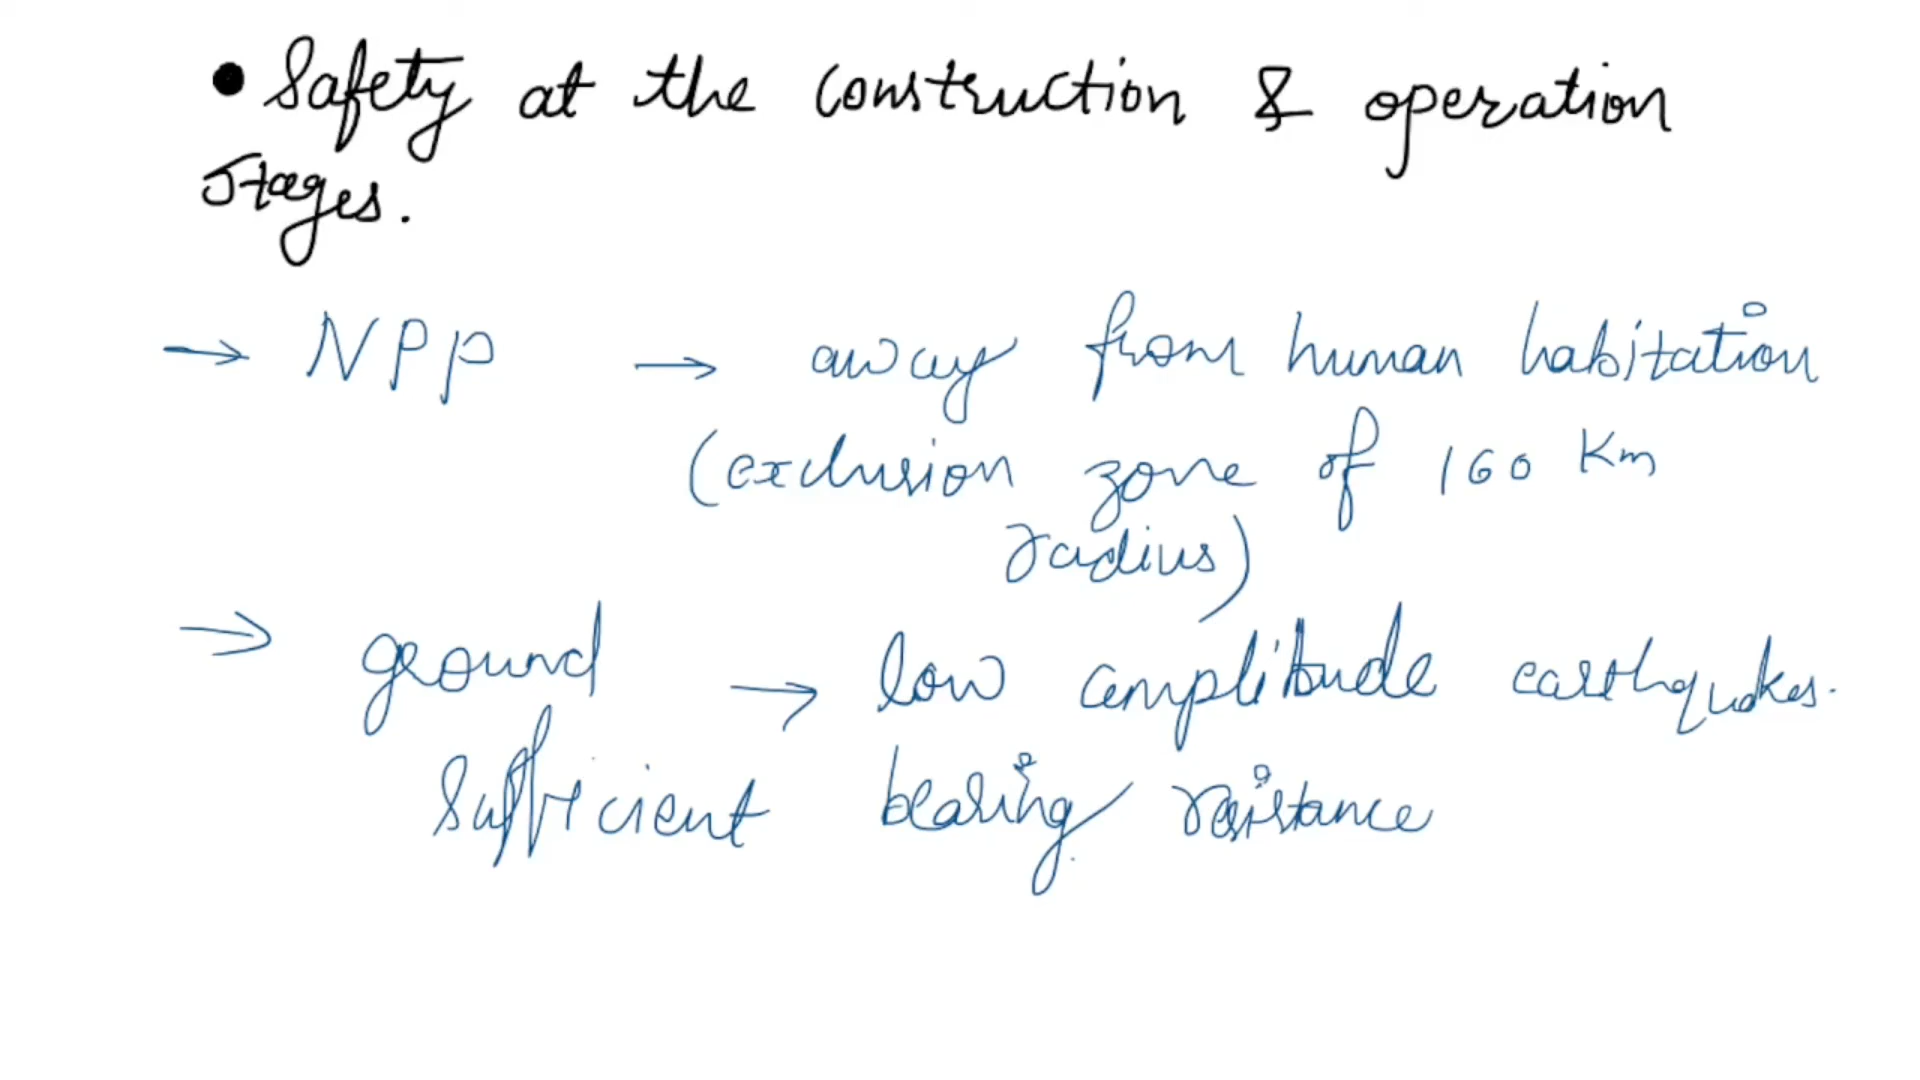 • Safety at the construction & operation
stages.
→ NPP → away from human habitation
(exclusion zone of 160 Km
radius)
→ ground → low amplitude earthquakes.
sufficient bearing resistance